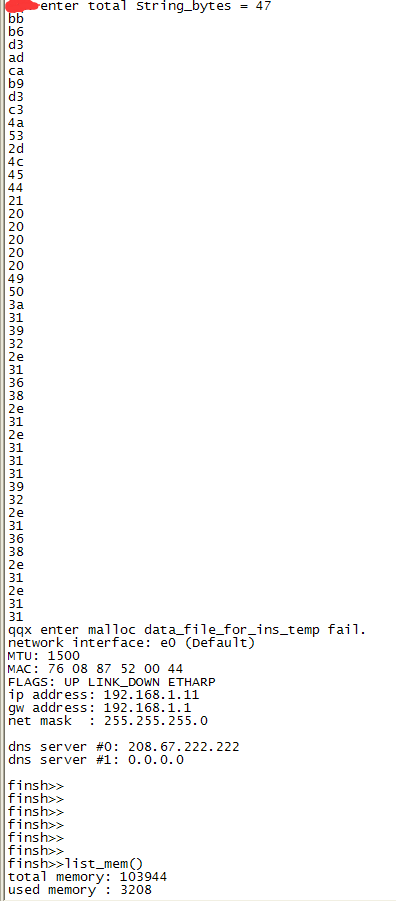 enter total String_bytes = 47
bb
b6
d3
ad
ca
b9
d3
c3
4a
53
2d
4c
45
44
21
20
20
20
20
20
49
50
3a
31
39
32
2e
31
36
38
2e
31
2e
31
31
31
39
32
2e
31
36
38
2e
31
2e
31
31
qqx enter malloc data_file_for_ins_temp fail.
network interface: e0 (Default)
MTU: 1500
MAC: 76 08 87 52 00 44
FLAGS: UP LINK_DOWN ETHARP
ip address: 192.168.1.11
gw address: 192.168.1.1
net mask  : 255.255.255.0
dns server #0: 208.67.222.222
dns server #1: 0.0.0.0
finsh>>
finsh>>
finsh>>
finsh>>
finsh>>
finsh>>
finsh>>list_mem()
total memory: 103944
used memory : 3208